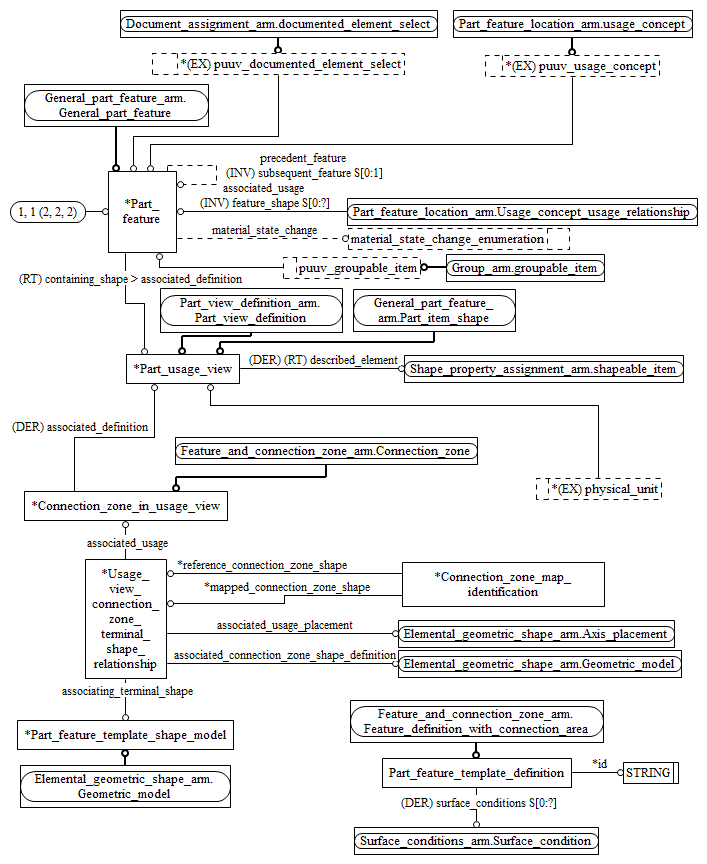 Document_assignment_arm.documented_element_select
Part_feature_location_arm.usage_concept
*(EX) puuv_documented_element_select
*(EX) puuv_usage_concept
General_part_feature_arm.
General_part_feature
precedent_feature
(INV) subsequent_feature S[0:1]
associated_usage
(INV) feature_shape S[0:?]
*Part_
feature
1, 1 (2, 2, 2)
Part_feature_location_arm.Usage_concept_usage_relationship
material_state_change
material_state_change_enumeration
puuv_groupable_item
Group_arm.groupable_item
(RT) containing_shape > associated_definition
Part_view_definition_arm.
Part_view_definition
General_part_feature_
arm.Part_item_shape
*Part_usage_view
(DER) (RT) described_element
Shape_property_assignment_arm.shapeable_item
(DER) associated_definition
Feature_and_connection_zone_arm.Connection_zone
*(EX) physical_unit
*Connection_zone_in_usage_view
associated_usage
*Usage_
view_
connection_
zone_
terminal_
shape_
relationship
*reference_connection_zone_shape
*mapped_connection_zone_shape
*Connection_zone_map_
identification
associated_usage_placement
Elemental_geometric_shape_arm.Axis_placement
associated_connection_zone_shape_definition
Elemental_geometric_shape_arm.Geometric_model
associating_terminal_shape
*Part_feature_template_shape_model
Elemental_geometric_shape_arm.
Geometric_model
Feature_and_connection_zone_arm.
Feature_definition_with_connection_area
Part_feature_template_definition
*id
STRING
(DER) surface_conditions S[0:?]
Surface_conditions_arm.Surface_condition